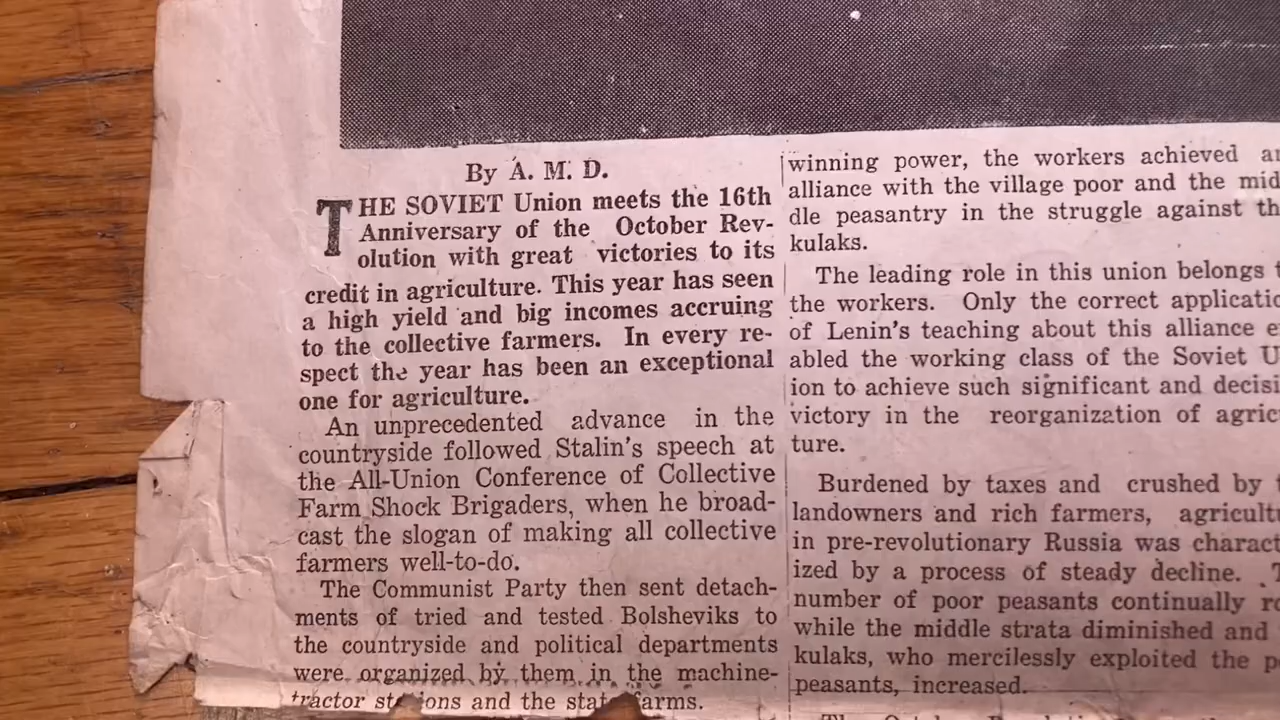 By A. M. D.
THE SOVIET Union meets the 16th
Anniversary of the October Rev-
olution with great victories to its
credit in agriculture. This year has seen
a high yield and big incomes accruing
to the collective farmers. In every re-
spect the year has been an exceptional
one for agriculture.
An unprecedented advance in the
countryside followed Stalin's speech at
the All-Union Conference of Collective
Farm Shock Brigaders, when he broad-
cast the slogan of making all collective
farmers well-to-do.
The Communist Party then sent detach-
ments of tried and tested Bolsheviks to
the countryside and political departments
were organized by them in the machine-
tractor stations and the state farms.
winning power, the workers achieved
alliance with the village poor and the mid
dle peasantry in the struggle against th
kulaks.
The leading role in this union belongs
the workers. Only the correct applicatio
of Lenin's teaching about this alliance e
abled the working class of the Soviet U
ion to achieve such significant and decisi
victory in the reorganization of agric
ture.
Burdened by taxes and crushed by
landowners and rich farmers, agricultu
in pre-revolutionary Russia was charact
ized by a process of steady decline.
number of poor peasants continually
while the middle strata diminished and
kulaks, who mercilessly exploited the p
peasants, increased.